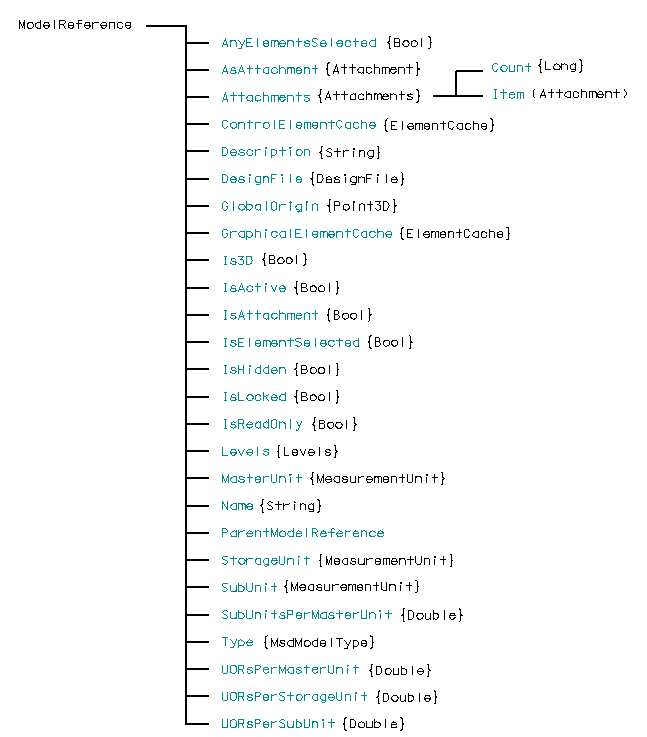 ModelReference
AnyElementsSelected {Bool}
AsAttachment {Attachment}
Count {Long}
Attachments {Attachments}
Item (Attachment)
ControlElementCache {ElementCache}
Description {String}
DesignFile {DesignFile}
GlobalOrigin {Point3D}
GraphicalElementCache {ElementCache}
Is3D {Bool}
IsActive {Bool}
IsAttachment {Bool}
IsElementSelected {Bool}
IsHidden {Bool}
IsLocked {Bool}
IsReadOnly {Bool}
Levels {Levels}
MasterUnit {MeasurementUnit}
Name {String}
ParentModelReference
StorageUnit {MeasurementUnit}
SubUnit {MeasurementUnit}
SubUnitsPerMasterUnit {Double}
Type {MsdModelType}
UORsPerMasterUnit {Double}
UORsPerStorageUnit {Double}
UORsPerSubUnit {Double}